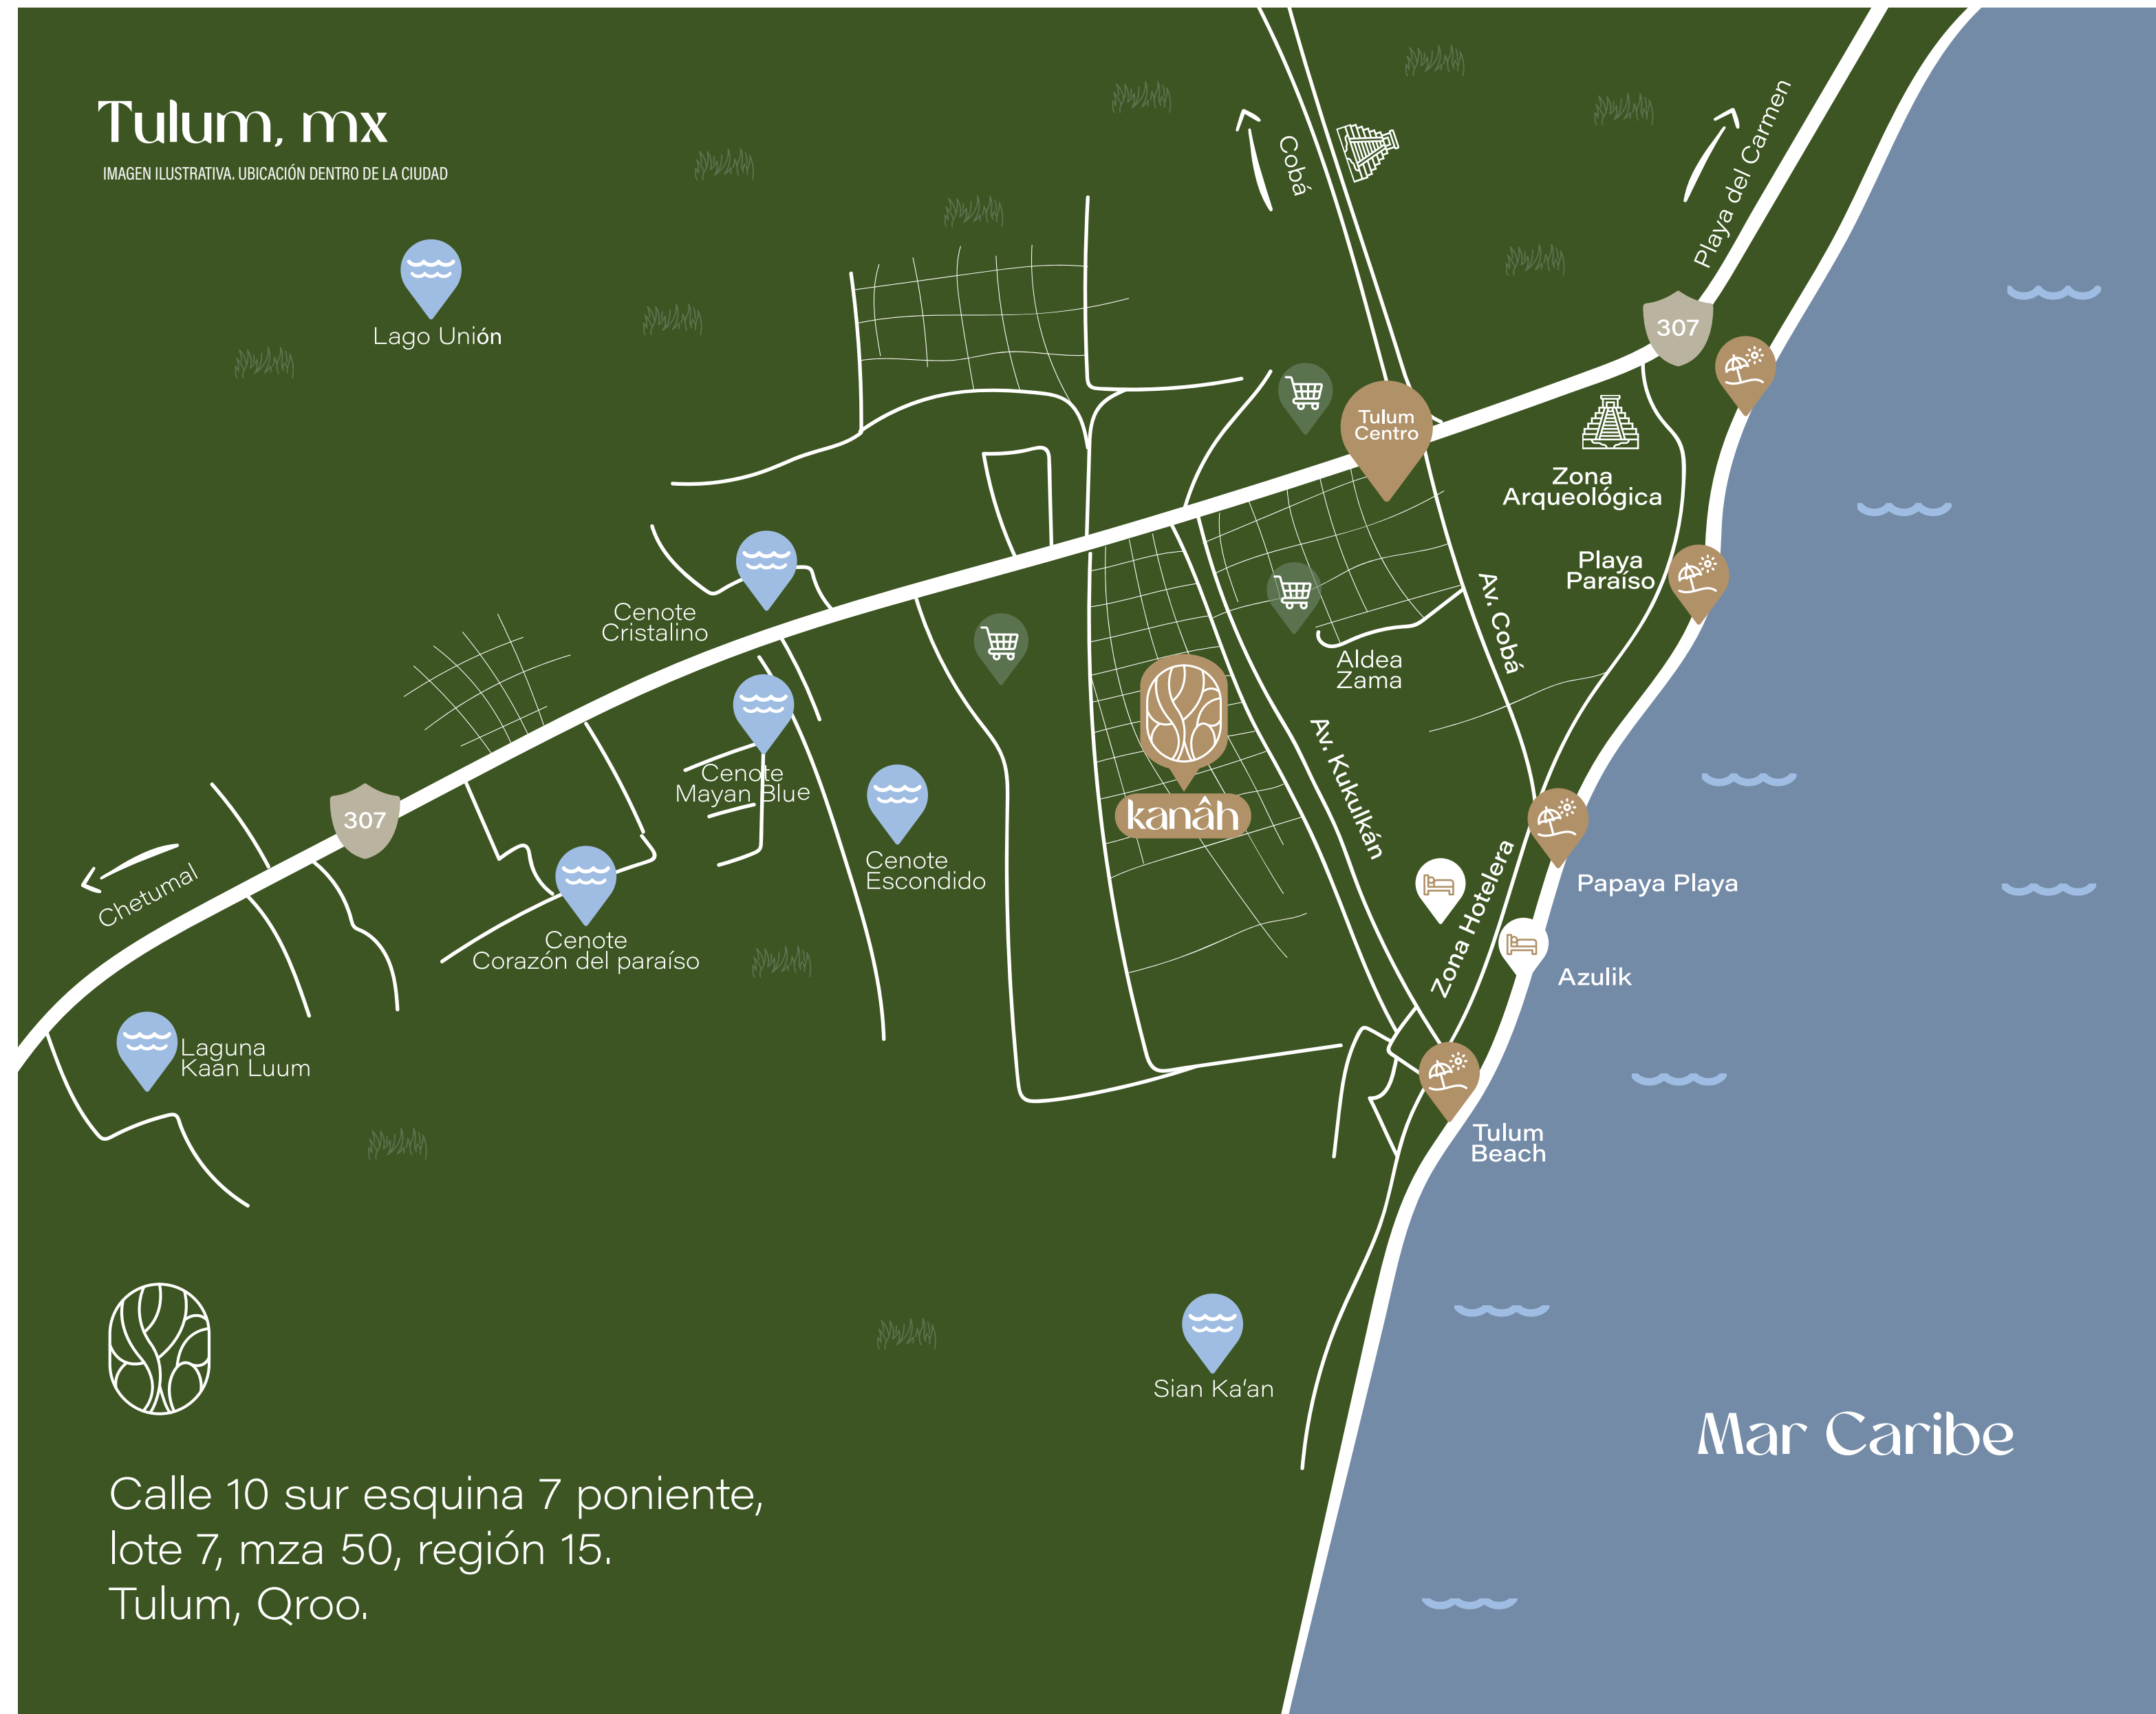 Tulum, mx
IMAGEN ILUSTRATIVA. UBICACIÓN DENTRO DE LA CIUDAD
Cobá
Playa del Carmen
Lago Unión
307
Tulum
Centro
Zona
Arqueológica
Playa
Paraíso
Cenote
Cristalino
Av. Cobá
Aldea
Zama
Cenote
Mayan Blue
Av. Kukulkán
kanâh
307
Cenote
Escondido
Chetumal
Zona Hotelera
Papaya Playa
Cenote
Corazón del paraíso
Azulik
Laguna
Kaan Luum
Tulum
Beach
Sian Ka'an
Mar Caribe
Calle 10 sur esquina 7 poniente,
lote 7, mza 50, región 15.
Tulum, Qroo.